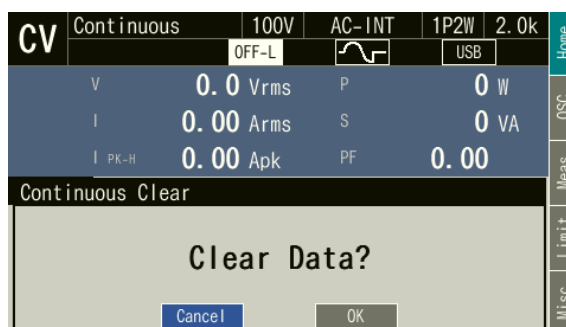 CV Continuous 100V AC-INT 1P2W 2.0k
OFF-L USB
V 0.0 Vrms P 0 W
I 0.00 Arms S 0 VA
I PK-H 0.00 Apk PF 0.00
Continuous Clear
Clear Data?
Cancel OK
Home
OSC
Meas.
Limit
Misc